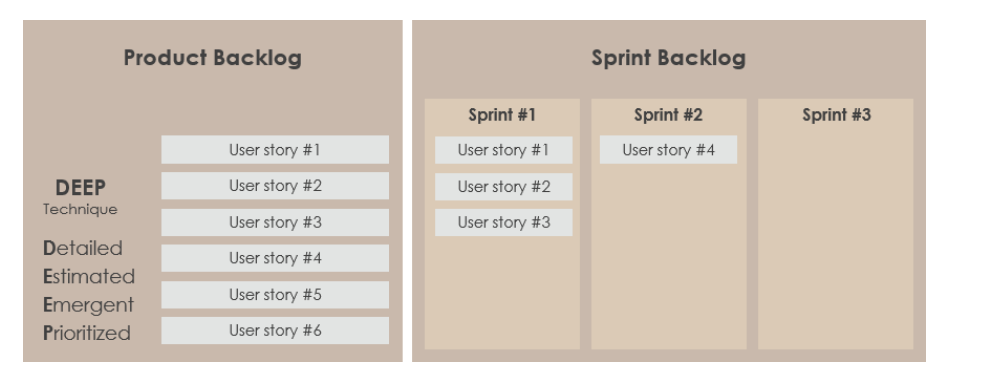 Product Backlog
DEEP
Technique
Detailed
Estimated
Emergent
Prioritized
User story #1
User story #2
User story #3
User story #4
User story #5
User story #6
Sprint Backlog
Sprint #1
User story #1
User story #2
User story #3
Sprint #2
User story #4
Sprint #3